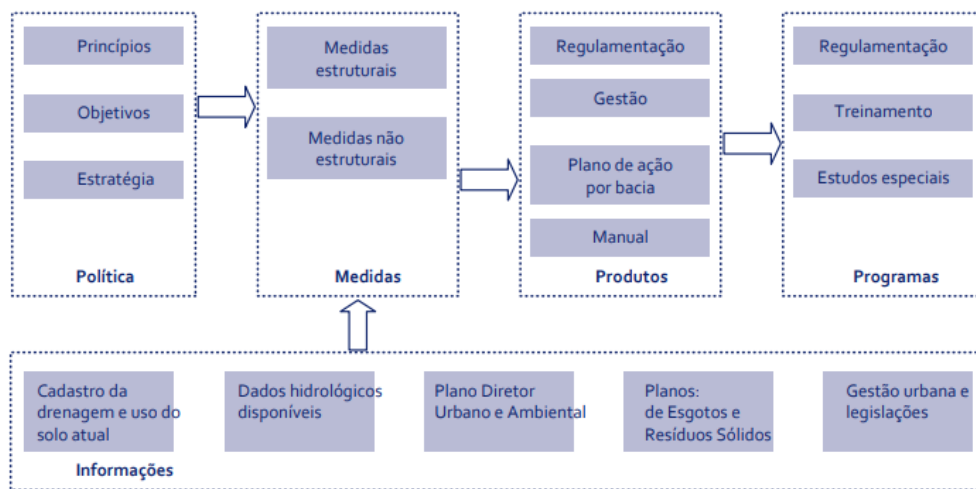 Princípios
Objetivos
Estratégia
Política
Medidas
estruturais
Medidas não
estruturais
Medidas
Regulamentação
Gestão
Plano de ação
por bacia
Manual
Produtos
Regulamentação
Treinamento
Estudos especiais
Programas
Cadastro da
drenagem e uso do
solo atual
Dados hidrológicos
disponíveis
Plano Diretor
Urbano e Ambiental
Planos:
de Esgotos e
Resíduos Sólidos
Gestão urbana e
legislações
Informações